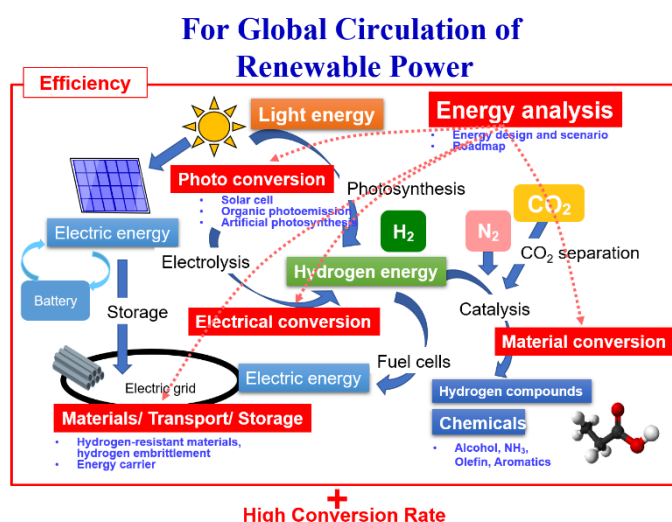 For Global Circulation of
Renewable Power
Efficiency
Light energy
Energy analysis
• Energy design and scenario
• Roadmap
Photo conversion
• Solar cell
• Organic photoemission
• Artificial photosynthesis
Photosynthesis
CO2
N2
H2
Electric energy
Electrolysis
Hydrogen energy
CO2 separation
Battery
Storage
Electrical conversion
Catalysis
Material conversion
Fuel cells
Electric grid
Electric energy
Hydrogen compounds
Materials/ Transport/ Storage
Chemicals
• Hydrogen-resistant materials,
hydrogen embrittlement
• Energy carrier
• Alcohol, NH3,
Olefin, Aromatics
+
High Conversion Rate